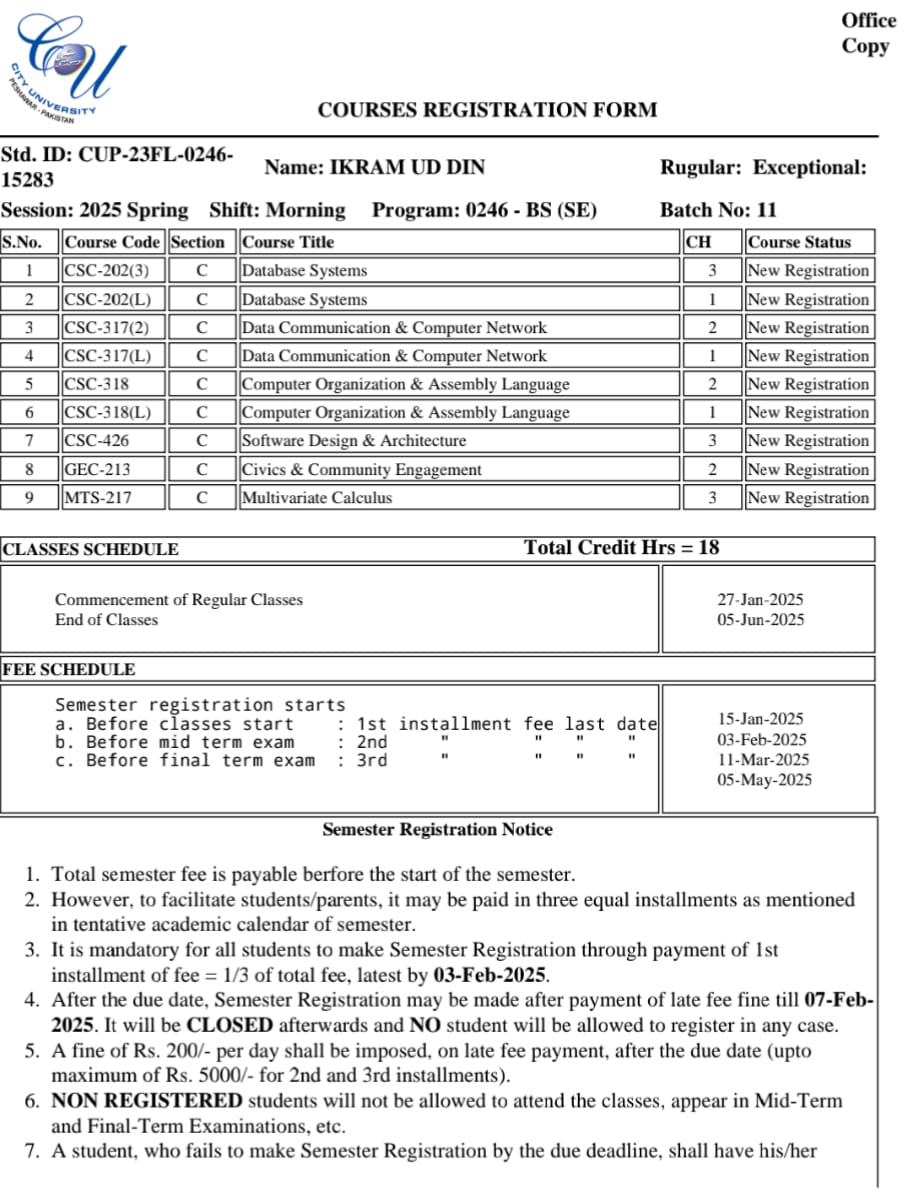 Office
Copy
CITY UNIVERSITY
PESHAWAR - PAKISTAN
COURSES REGISTRATION FORM
Std. ID: CUP-23FL-0246-
15283
Name: IKRAM UD DIN
Rugular: Exceptional:
Session: 2025 Spring Shift: Morning Program: 0246 - BS (SE) Batch No: 11
S.No. Course Code Section Course Title CH Course Status
1 CSC-202(3) C Database Systems 3 New Registration
2 CSC-202(L) C Database Systems 1 New Registration
3 CSC-317(2) C Data Communication & Computer Network 2 New Registration
4 CSC-317(L) C Data Communication & Computer Network 1 New Registration
5 CSC-318 C Computer Organization & Assembly Language 2 New Registration
6 CSC-318(L) C Computer Organization & Assembly Language 1 New Registration
7 CSC-426 C Software Design & Architecture 3 New Registration
8 GEC-213 C Civics & Community Engagement 2 New Registration
9 MTS-217 C Multivariate Calculus 3 New Registration
CLASSES SCHEDULE Total Credit Hrs = 18
Commencement of Regular Classes 27-Jan-2025
End of Classes 05-Jun-2025
FEE SCHEDULE
Semester registration starts 15-Jan-2025
a. Before classes start : 1st installment fee last date 03-Feb-2025
b. Before mid term exam : 2nd " " " " 11-Mar-2025
c. Before final term exam : 3rd " " " " 05-May-2025
Semester Registration Notice
1. Total semester fee is payable berfore the start of the semester.
2. However, to facilitate students/parents, it may be paid in three equal installments as mentioned
in tentative academic calendar of semester.
3. It is mandatory for all students to make Semester Registration through payment of 1st
installment of fee = 1/3 of total fee, latest by 03-Feb-2025.
4. After the due date, Semester Registration may be made after payment of late fee fine till 07-Feb-
2025. It will be CLOSED afterwards and NO student will be allowed to register in any case.
5. A fine of Rs. 200/- per day shall be imposed, on late fee payment, after the due date (upto
maximum of Rs. 5000/- for 2nd and 3rd installments).
6. NON REGISTERED students will not be allowed to attend the classes, appear in Mid-Term
and Final-Term Examinations, etc.
7. A student, who fails to make Semester Registration by the due deadline, shall have his/her